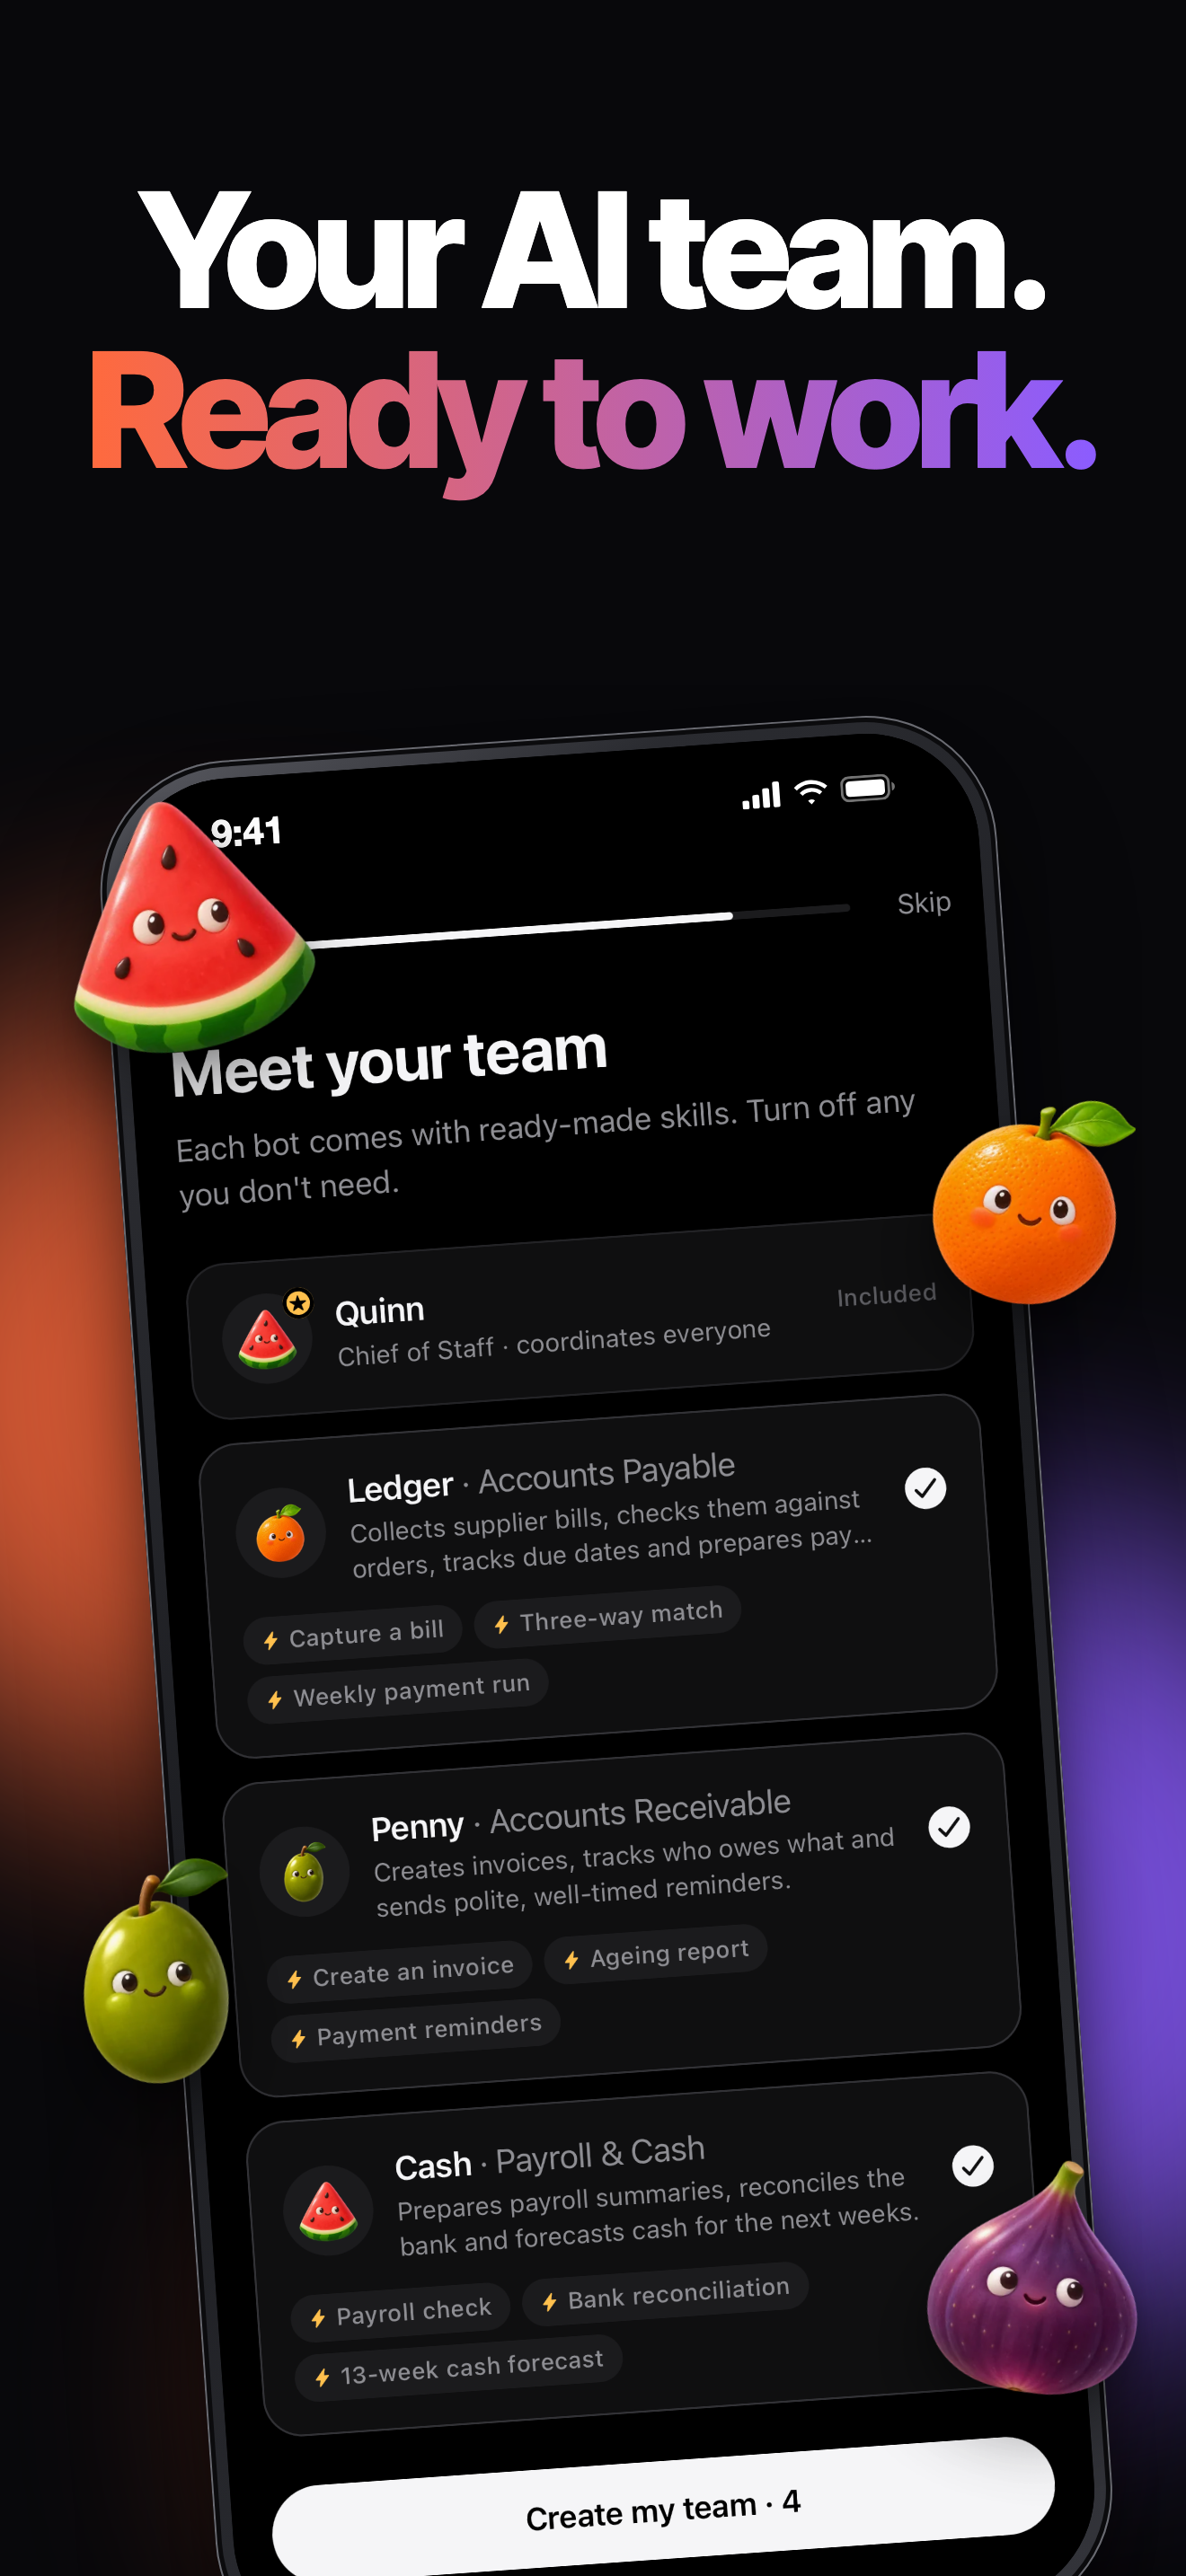 Your AI team.
Ready to work.
9:41
Skip
Meet your team
Each bot comes with ready-made skills. Turn off any
you don't need.
Quinn
Included
Chief of Staff · coordinates everyone
Ledger · Accounts Payable
Collects supplier bills, checks them against
orders, tracks due dates and prepares pay...
Capture a bill
Three-way match
Weekly payment run
Penny · Accounts Receivable
Creates invoices, tracks who owes what and
sends polite, well-timed reminders.
Create an invoice
Ageing report
Payment reminders
Cash · Payroll & Cash
Prepares payroll summaries, reconciles the
bank and forecasts cash for the next weeks.
Payroll check
Bank reconciliation
13-week cash forecast
Create my team · 4